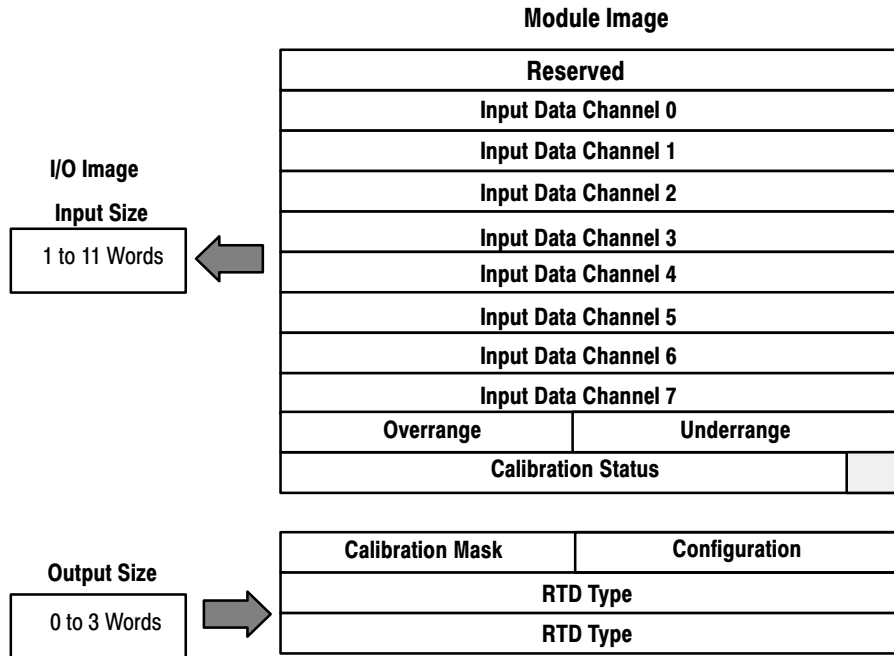 Module Image
Reserved
Input Data Channel 0
Input Data Channel 1
Input Data Channel 2
Input Data Channel 3
Input Data Channel 4
Input Data Channel 5
Input Data Channel 6
Input Data Channel 7
Overrange Underrange
Calibration Status
I/O Image
Input Size
1 to 11 Words
Calibration Mask Configuration
RTD Type
RTD Type
Output Size
0 to 3 Words